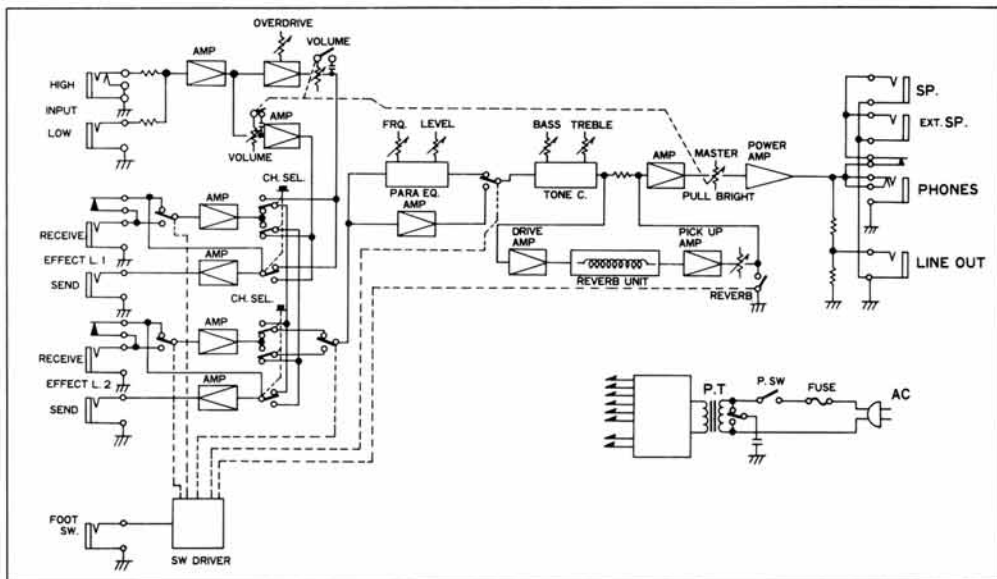 OVERDRIVE
VOLUME
AMP
HIGH
INPUT
LOW
AMP
VOLUME
FRQ. LEVEL
BASS TREBLE
AMP MASTER POWER AMP
SP.
EXT. SP.
PHONES
LINE OUT
CH. SEL.
PARA EQ.
AMP
TONE C.
PULL BRIGHT
AMP
RECEIVE
EFFECT L. 1
SEND
AMP
DRIVE AMP
PICK UP AMP
REVERB UNIT
REVERB
CH. SEL.
AMP
RECEIVE
EFFECT L. 2
SEND
AMP
P.T
P. SW
FUSE
AC
FOOT SW.
SW DRIVER